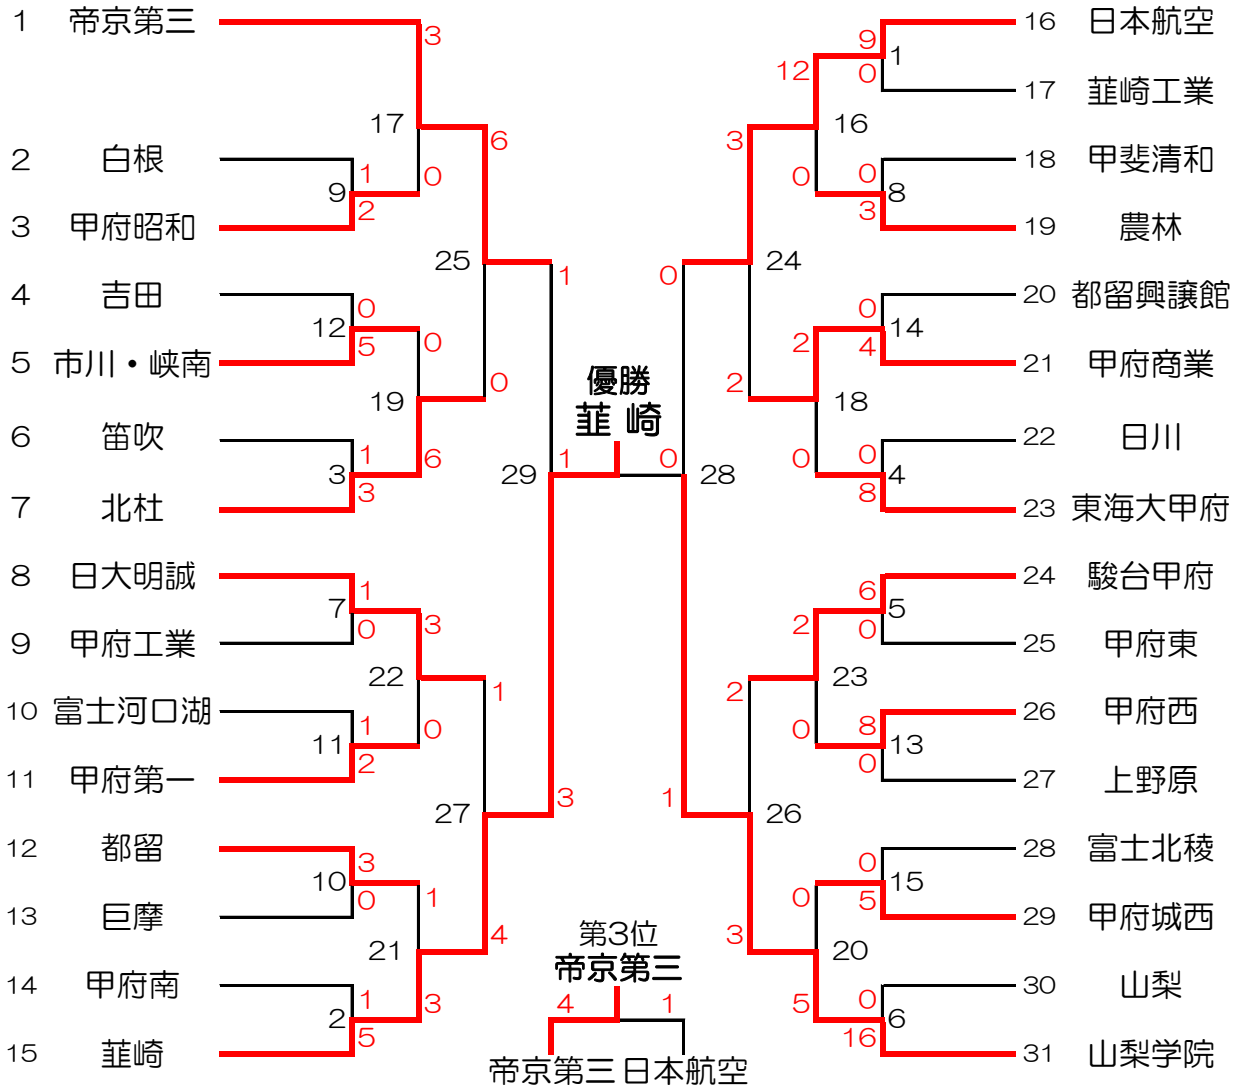 1 帝京第三
2 白根
3 甲府昭和
4 吉田
5 市川・峡南
6 笛吹
7 北杜
8 日大明誠
9 甲府工業
10 富士河口湖
11 甲府第一
12 都留
13 巨摩
14 甲府南
15 韮崎
3
17
1
9
2
0
6
25
0
12
5
0
19
0
1
3
3
6
1
7
0
3
22
1
11
2
0
1
27
3
10
0
1
21
4
1
2
5
3
1
29
1
3
優勝
韮崎
0
28
0
1
第3位
帝京第三
4 1
帝京第三 日本航空
9
1
0
12
16
0
8
3
0
3
24
0
14
4
2
18
2
0
4
8
0
6
5
0
2
23
8
13
0
0
2
26
0
15
5
0
20
3
0
6
16
5
16 日本航空
17 韮崎工業
18 甲斐清和
19 農林
20 都留興譲館
21 甲府商業
22 日川
23 東海大甲府
24 駿台甲府
25 甲府東
26 甲府西
27 上野原
28 富士北稜
29 甲府城西
30 山梨
31 山梨学院